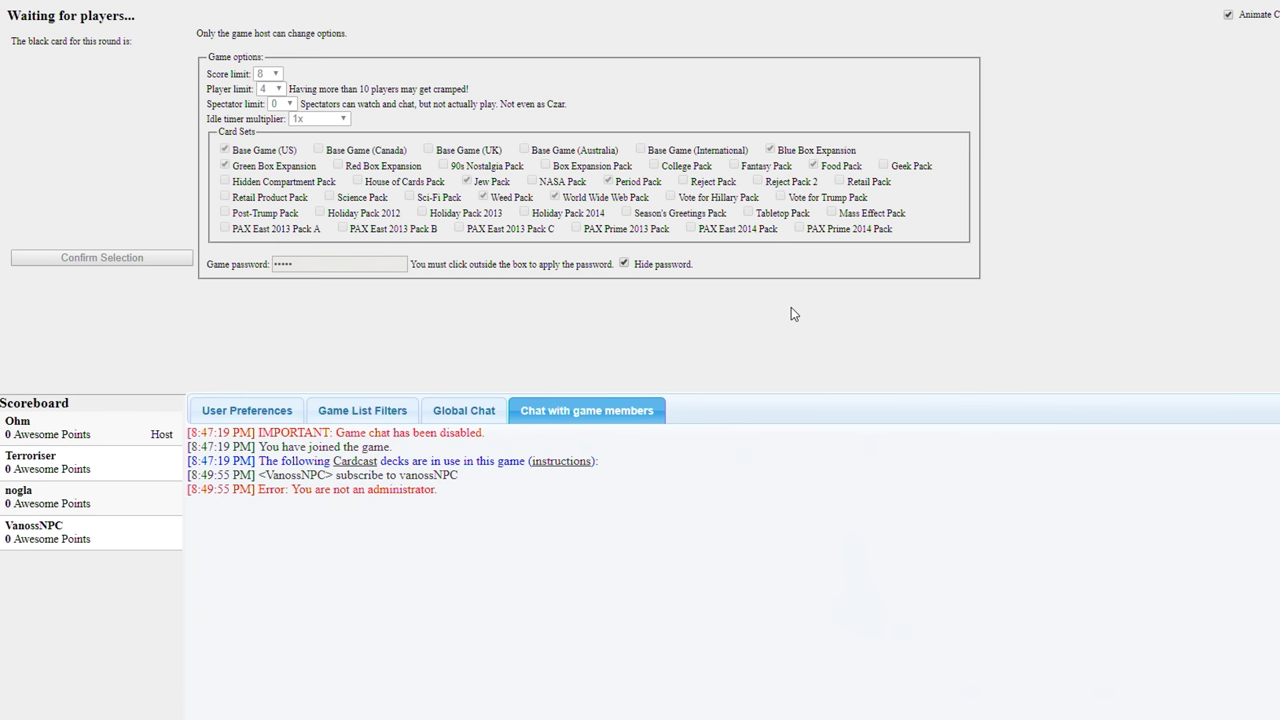 Waiting for players...
Animate C
The black card for this round is:
Only the game host can change options.
Game options:
Score limit: 8
Player limit: 4 Having more than 10 players may get cramped!
Spectator limit: 0 Spectators can watch and chat, but not actually play. Not even as Czar.
Idle timer multiplier: 1x
Card Sets
Base Game (US) Base Game (Canada) Base Game (UK) Base Game (Australia) Base Game (International) Blue Box Expansion
Green Box Expansion Red Box Expansion 90s Nostalgia Pack Box Expansion Pack College Pack Fantasy Pack Food Pack Geek Pack
Hidden Compartment Pack House of Cards Pack Jew Pack NASA Pack Period Pack Reject Pack Reject Pack 2 Retail Pack
Retail Product Pack Science Pack Sci-Fi Pack Weed Pack World Wide Web Pack Vote for Hillary Pack Vote for Trump Pack
Post-Trump Pack Holiday Pack 2012 Holiday Pack 2013 Holiday Pack 2014 Season's Greetings Pack Tabletop Pack Mass Effect Pack
PAX East 2013 Pack A PAX East 2013 Pack B PAX East 2013 Pack C PAX Prime 2013 Pack PAX East 2014 Pack PAX Prime 2014 Pack
Confirm Selection
Game password: ••••• You must click outside the box to apply the password. Hide password.
Scoreboard
Ohm
0 Awesome Points Host
Terroriser
0 Awesome Points
nogla
0 Awesome Points
VanossNPC
0 Awesome Points
User Preferences Game List Filters Global Chat Chat with game members
[8:47:19 PM] IMPORTANT: Game chat has been disabled.
[8:47:19 PM] You have joined the game.
[8:47:19 PM] The following Cardcast decks are in use in this game (instructions):
[8:49:55 PM] <VanossNPC> subscribe to vanossNPC
[8:49:55 PM] Error: You are not an administrator.